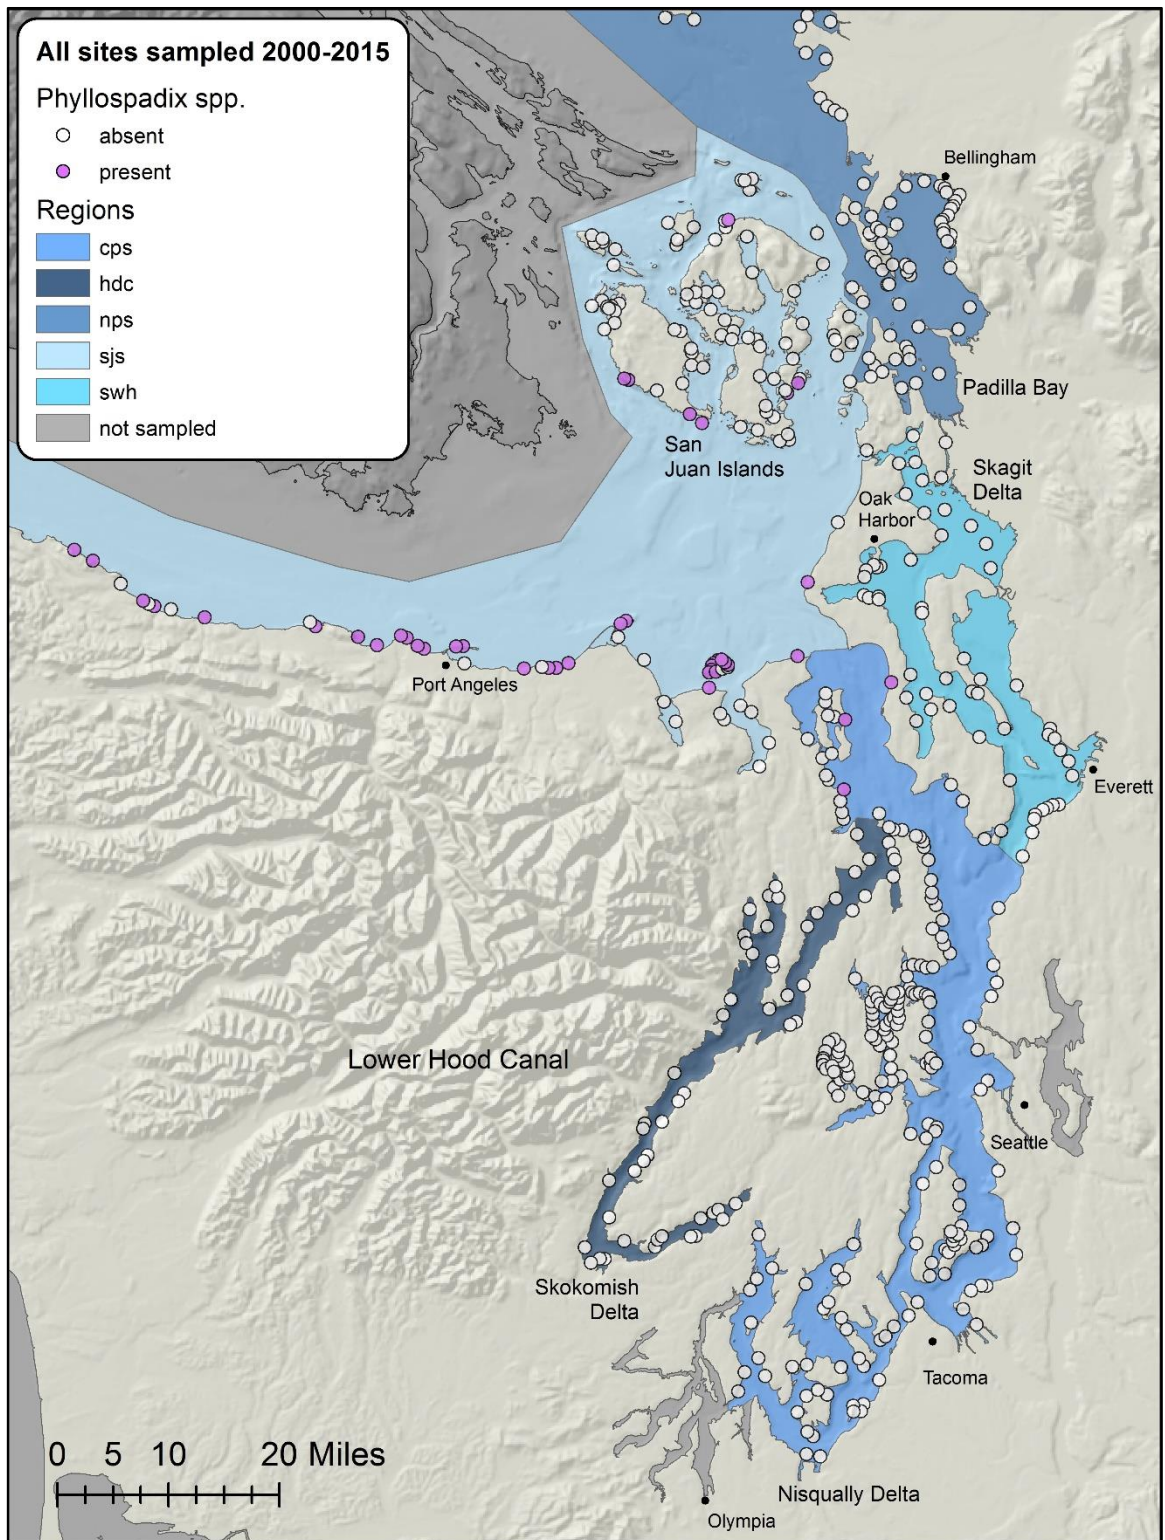 All sites sampled 2000-2015
Phyllospadix spp.
absent
present
Regions
cps
hdc
nps
sjs
swh
not sampled
Bellingham
Padilla Bay
San
Juan Islands
Skagit
Delta
Oak
Harbor
Port Angeles
Everett
Lower Hood Canal
Seattle
Skokomish
Delta
Tacoma
0 5 10 20 Miles
Nisqually Delta
Olympia